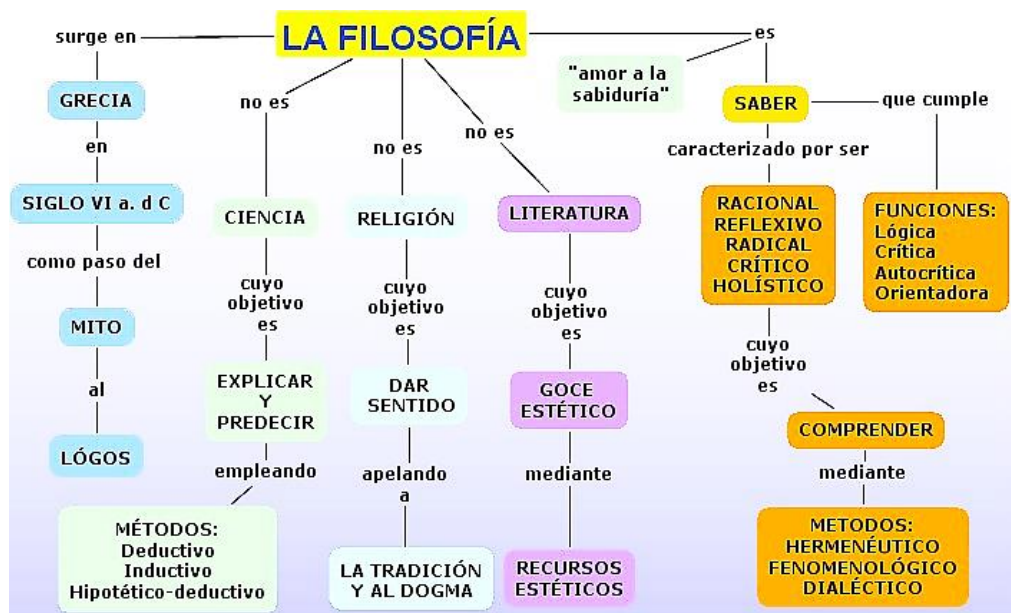 LA FILOSOFÍA
surge en
GRECIA
en
SIGLO VI a. d C
como paso del
MITO
al
LÓGOS
no es
CIENCIA
cuyo
objetivo
es
EXPLICAR
Y
PREDECIR
empleando
MÉTODOS:
Deductivo
Inductivo
Hipotético-deductivo
no es
RELIGIÓN
cuyo
objetivo
es
DAR
SENTIDO
apelando
a
LA TRADICIÓN
Y AL DOGMA
no es
LITERATURA
cuyo
objetivo
es
GOCE
ESTÉTICO
mediante
RECURSOS
ESTÉTICOS
es
"amor a la
sabiduría"
SABER
caracterizado por ser
RACIONAL
REFLEXIVO
RADICAL
CRÍTICO
HOLÍSTICO
cuyo
objetivo
es
COMPRENDER
mediante
METODOS:
HERMENÉUTICO
FENOMENOLÓGICO
DIALÉCTICO
que cumple
FUNCIONES:
Lógica
Crítica
Autocrítica
Orientadora